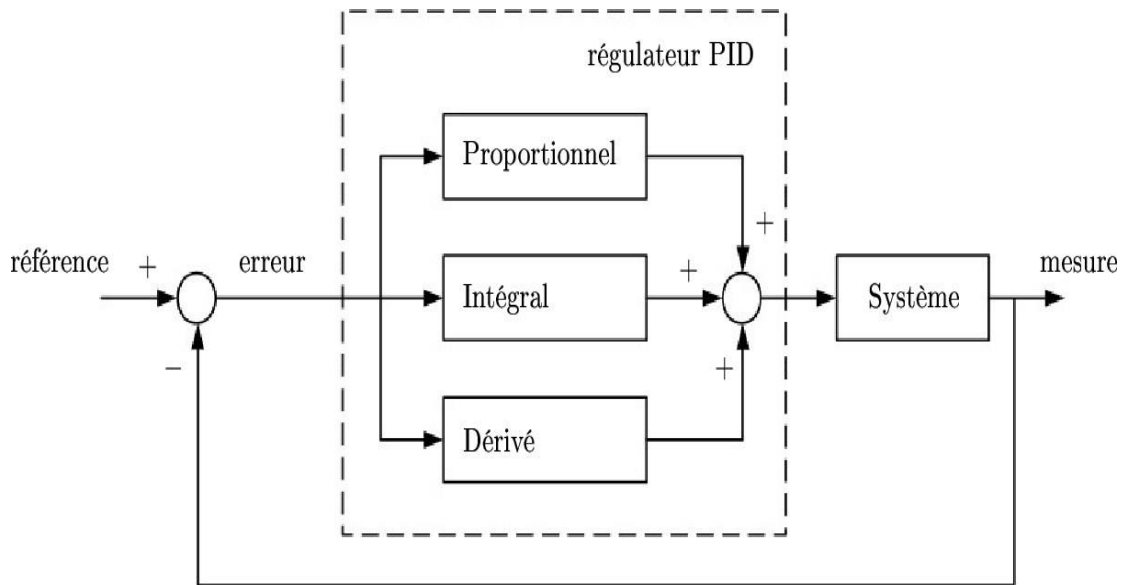 régulateur PID
Proportionnel
+
référence
+
erreur
+
Intégral
Système
mesure
−
+
Dérivé